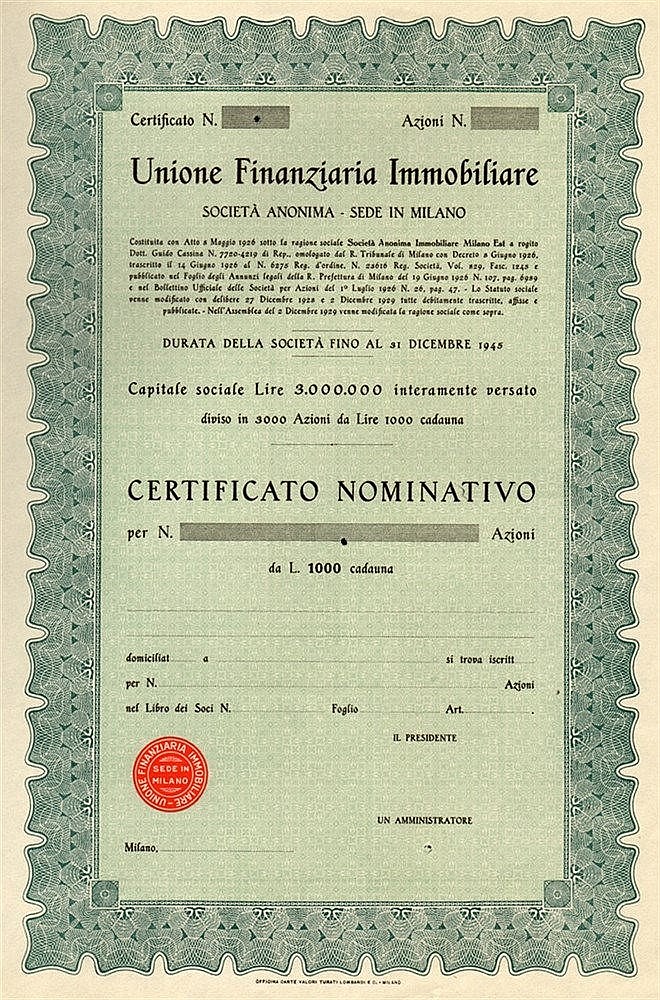 Certificato N.
Azioni N.
Unione Finanziaria Immobiliare
SOCIETÀ ANONIMA - SEDE IN MILANO
Costituita con Atto 8 Maggio 1926 sotto la ragione sociale Società Anonima Immobiliare Milano Est a rogito
Dott. Guido Cassina N. 7720-4219 di Rep., omologato dal R. Tribunale di Milano con Decreto 8 Giugno 1926,
trascritto il 14 Giugno 1926 al N. 6275 Reg. d'ordine, N. 23616 Reg. Società, Vol. 829, Fasc. 1248 e
pubblicato nel Foglio degli Annunzi legali della R. Prefettura di Milano del 19 Giugno 1926 N. 107, pag. 6989
e nel Bollettino Ufficiale delle Società per Azioni del 1º Luglio 1926 N. 26, pag. 47. - Lo Statuto sociale
venne modificato con delibere 27 Dicembre 1928 e 2 Dicembre 1929 tutte debitamente trascritte, affisse e
pubblicate. - Nell'Assemblea del 2 Dicembre 1929 venne modificata la ragione sociale come sopra.
DURATA DELLA SOCIETÀ FINO AL 31 DICEMBRE 1945
Capitale sociale Lire 3.000.000 interamente versato
diviso in 3000 Azioni da Lire 1000 cadauna
CERTIFICATO NOMINATIVO
per N. Azioni
da L. 1000 cadauna
domiciliat a si trova iscritt
per N. Azioni
nel Libro dei Soci N. Foglio Art. .
IL PRESIDENTE
UNIONE FINANZIARIA IMMOBILIARE
SEDE IN
MILANO
UN AMMINISTRATORE
Milano,
OFFICINA CARTE VALORI TURATI LOMBARDI E C. - MILANO